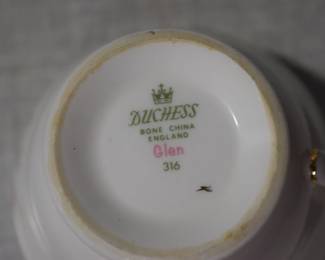 DUCHESS
BONE CHINA
ENGLAND
Glen
316